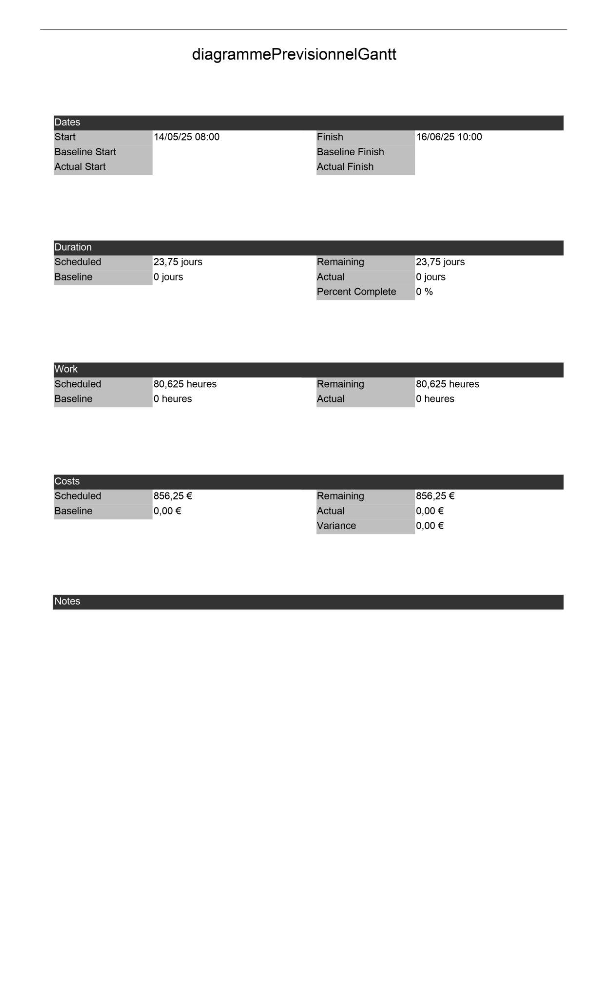 diagrammePrevisionnelGantt
Dates
Start 14/05/25 08:00 Finish 16/06/25 10:00
Baseline Start Baseline Finish
Actual Start Actual Finish
Duration
Scheduled 23,75 jours Remaining 23,75 jours
Baseline 0 jours Actual 0 jours
Percent Complete 0 %
Work
Scheduled 80,625 heures Remaining 80,625 heures
Baseline 0 heures Actual 0 heures
Costs
Scheduled 856,25 € Remaining 856,25 €
Baseline 0,00 € Actual 0,00 €
Variance 0,00 €
Notes